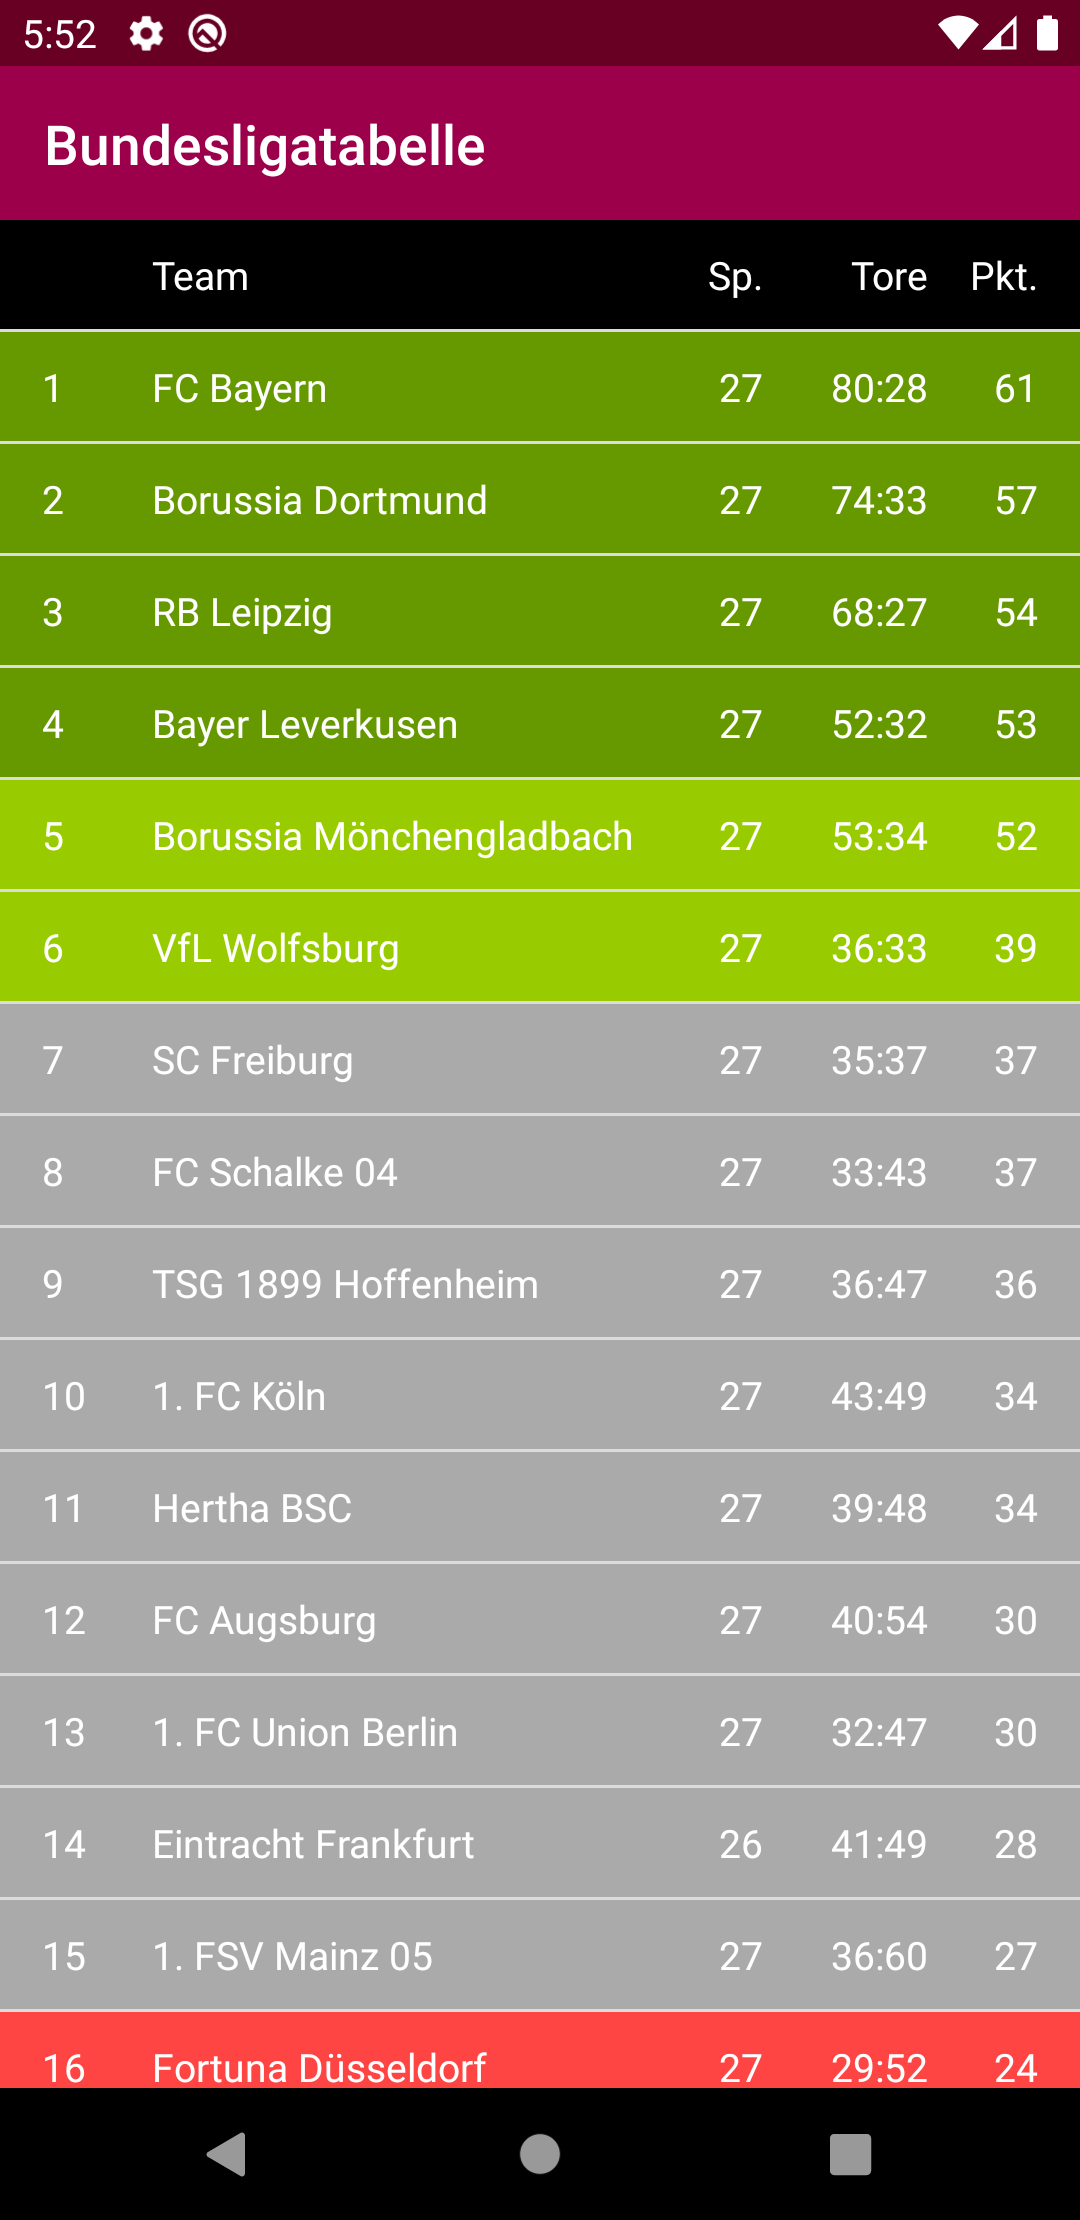 5:52
Bundesligatabelle
Team Sp. Tore Pkt.
1 FC Bayern 27 80:28 61
2 Borussia Dortmund 27 74:33 57
3 RB Leipzig 27 68:27 54
4 Bayer Leverkusen 27 52:32 53
5 Borussia Mönchengladbach 27 53:34 52
6 VfL Wolfsburg 27 36:33 39
7 SC Freiburg 27 35:37 37
8 FC Schalke 04 27 33:43 37
9 TSG 1899 Hoffenheim 27 36:47 36
10 1. FC Köln 27 43:49 34
11 Hertha BSC 27 39:48 34
12 FC Augsburg 27 40:54 30
13 1. FC Union Berlin 27 32:47 30
14 Eintracht Frankfurt 26 41:49 28
15 1. FSV Mainz 05 27 36:60 27
16 Fortuna Düsseldorf 27 29:52 24